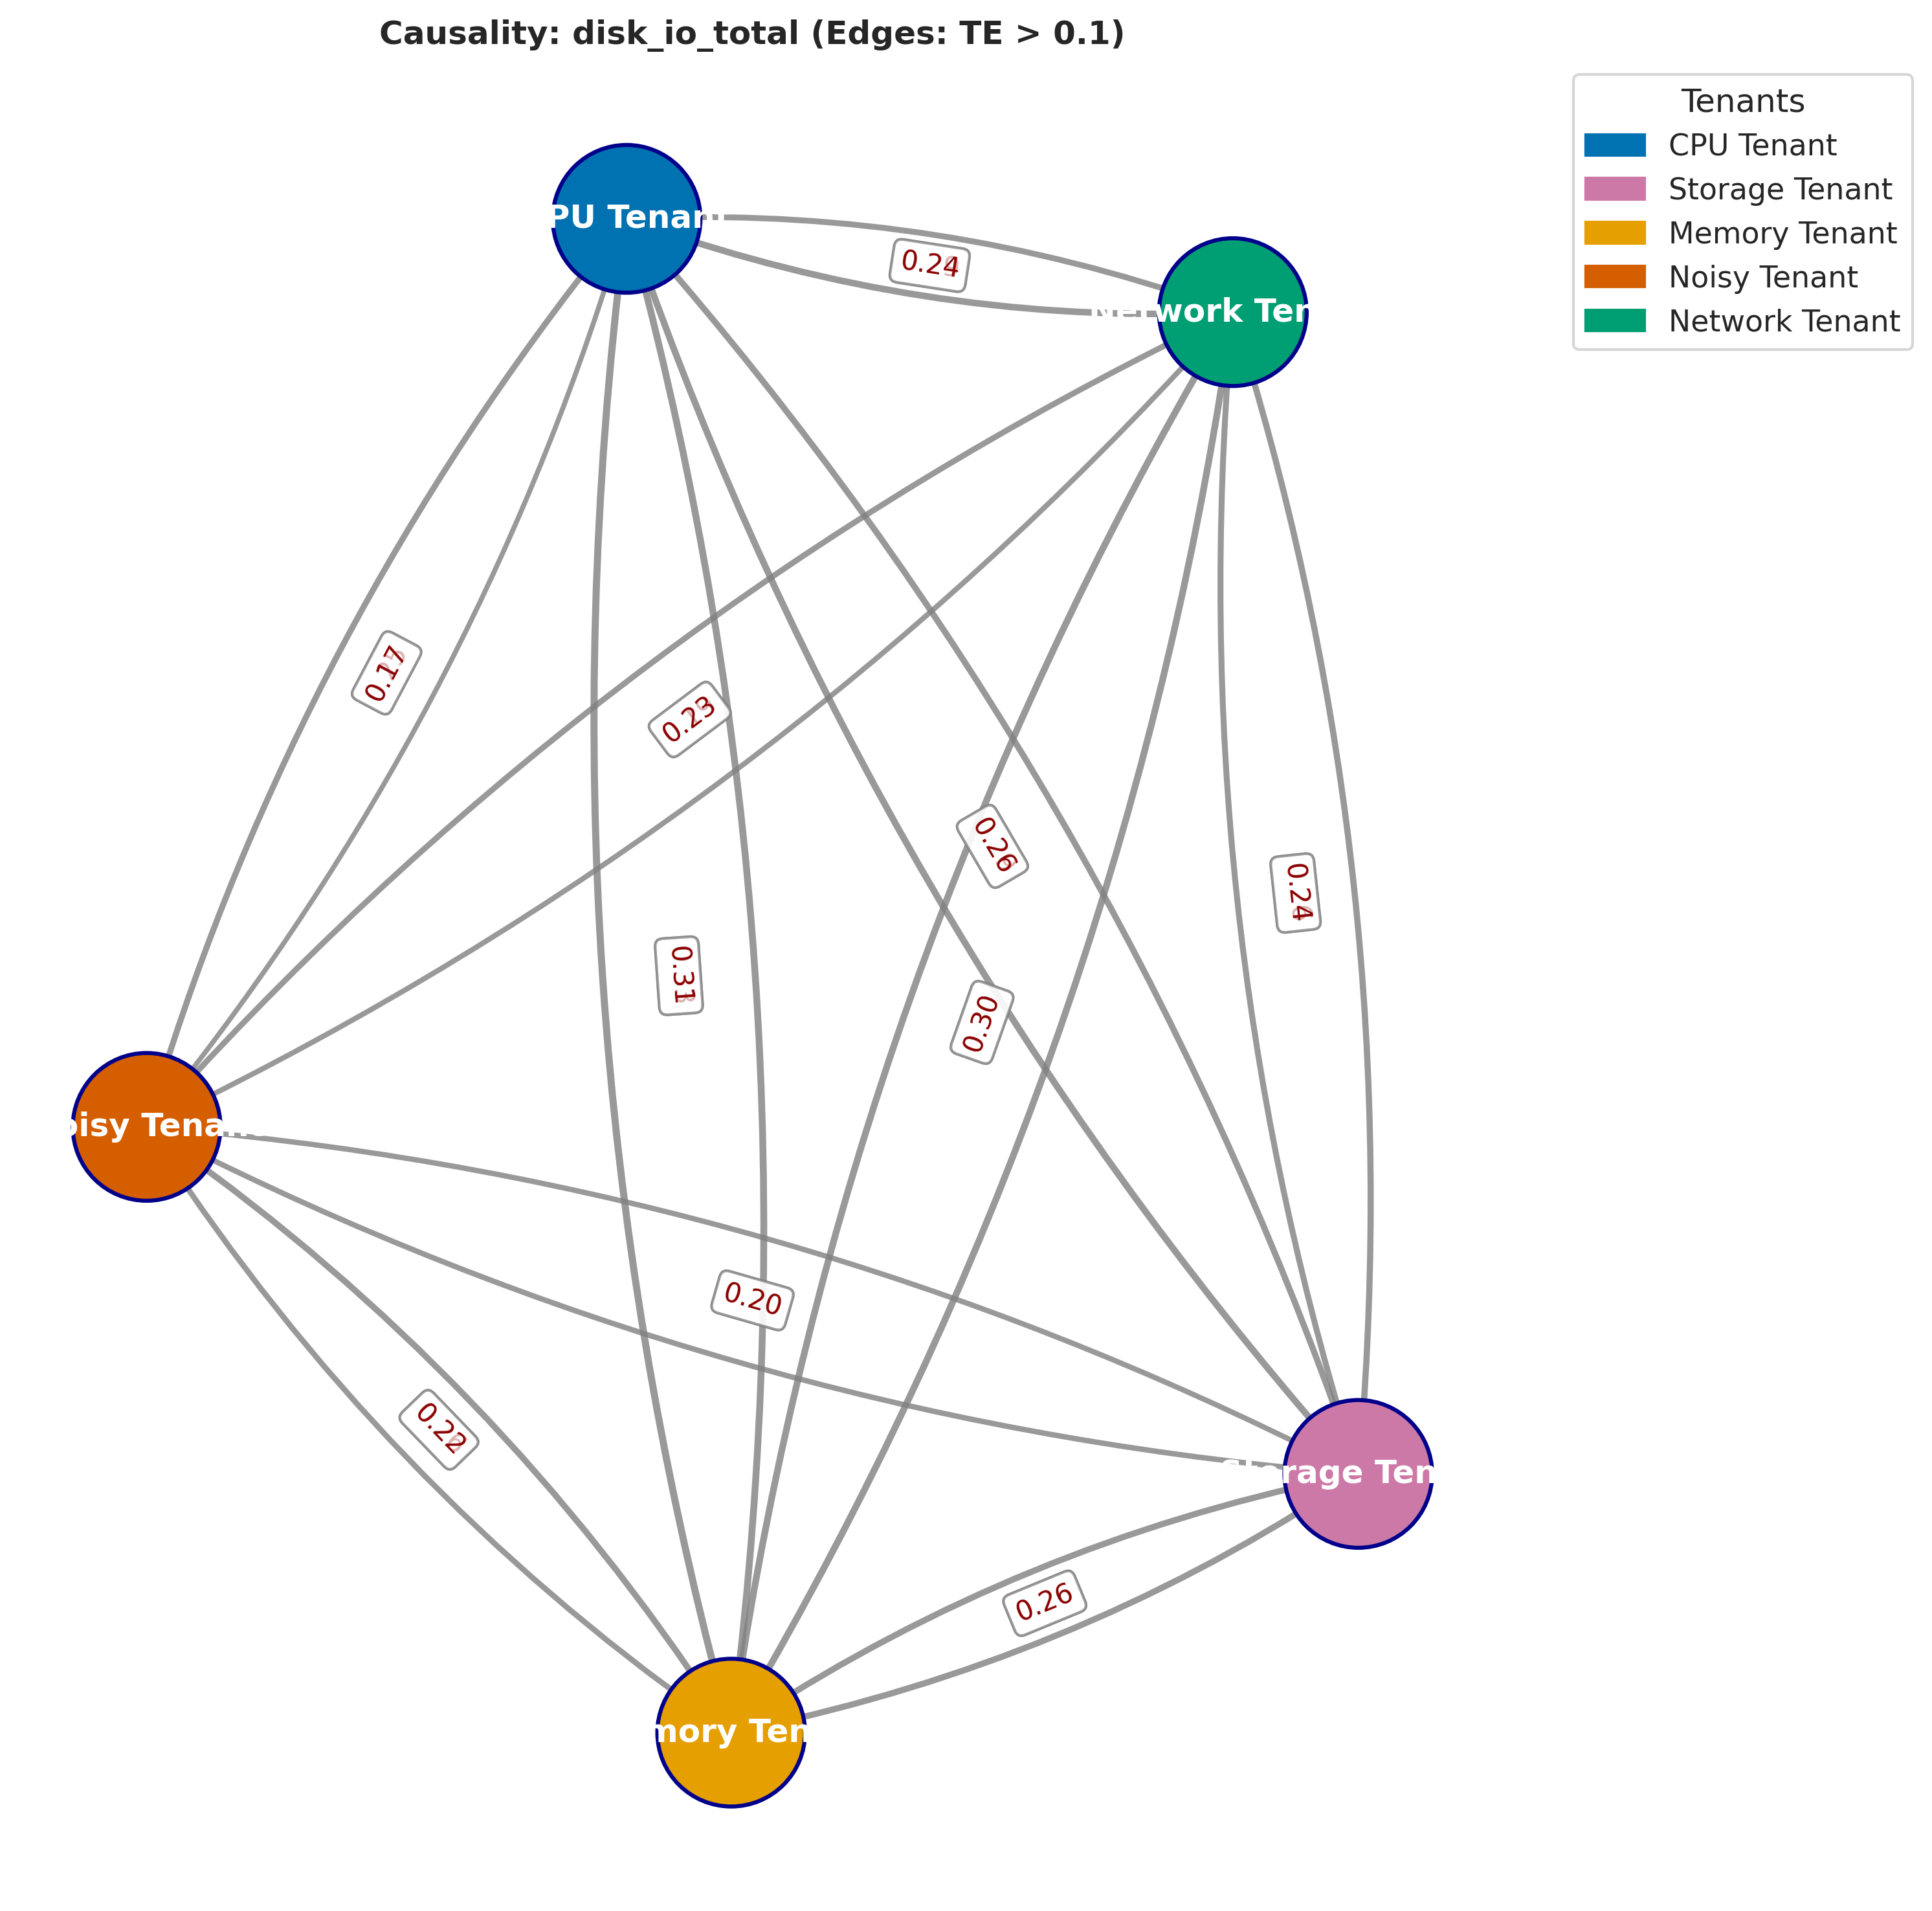 Causality: disk_io_total (Edges: TE > 0.1)
Tenants
CPU Tenant
Storage Tenant
Memory Tenant
Noisy Tenant
Network Tenant
PU Tenan
work Ten
0.24
0.17
0.23
0.26
0.24
0.31
0.30
oisy Tena
0.20
0.22
rage Ten
0.26
mory Ten